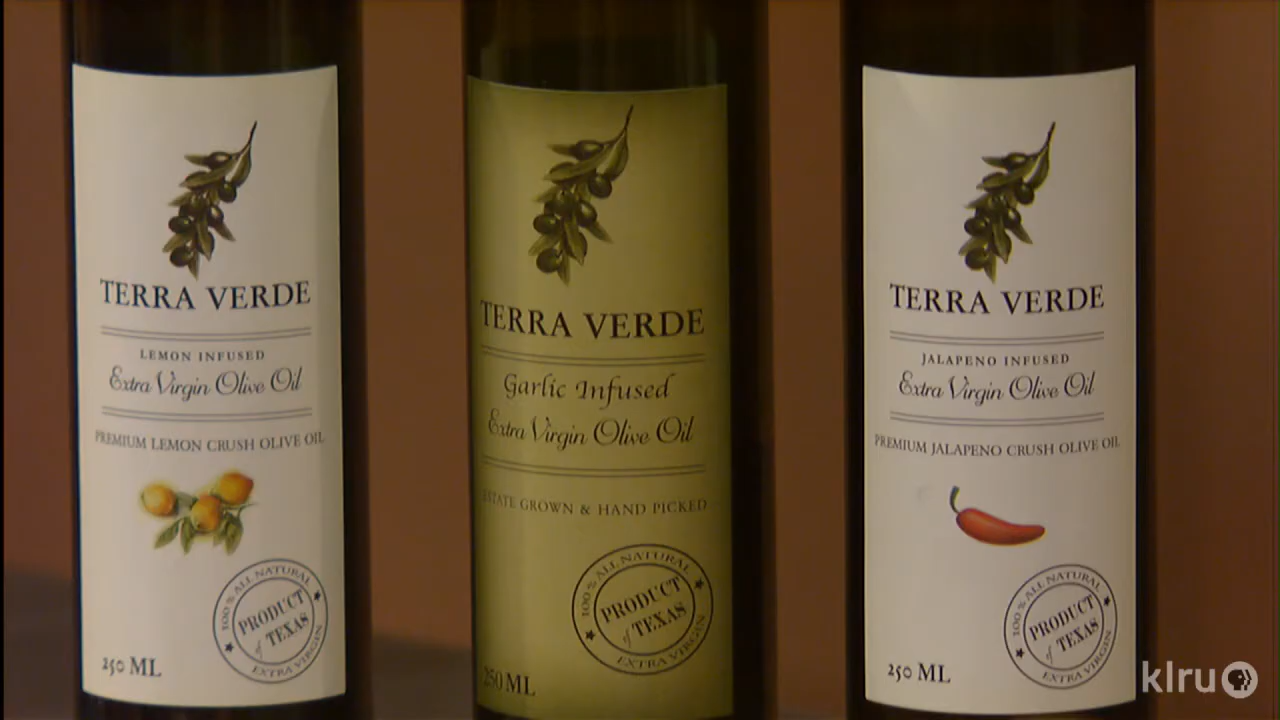 TERRA VERDE
LEMON INFUSED
Extra Virgin Olive Oil
PREMIUM LEMON CRUSH OLIVE OIL
100% ALL NATURAL
PRODUCT
of TEXAS
EXTRA VIRGIN
250 ML
TERRA VERDE
Garlic Infused
Extra Virgin Olive Oil
ESTATE GROWN & HAND PICKED
100% ALL NATURAL
PRODUCT
of TEXAS
EXTRA VIRGIN
250 ML
TERRA VERDE
JALAPENO INFUSED
Extra Virgin Olive Oil
PREMIUM JALAPENO CRUSH OLIVE OIL
100% ALL NATURAL
PRODUCT
of TEXAS
EXTRA VIRGIN
250 ML
klru